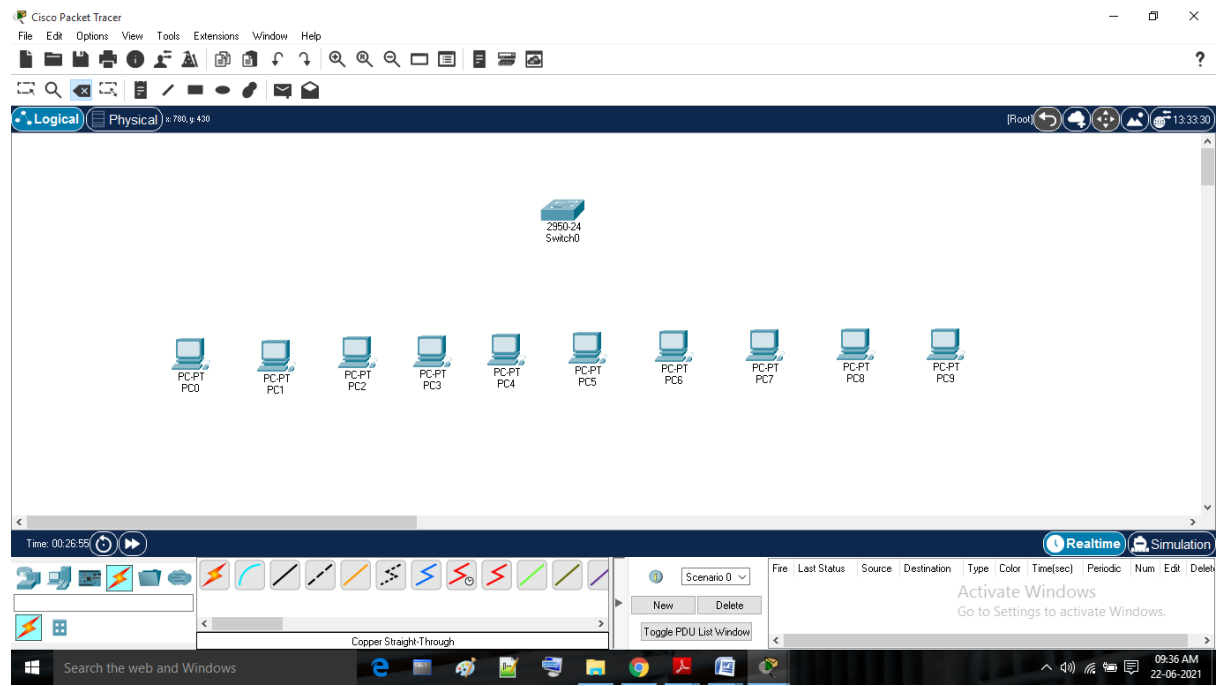 Cisco Packet Tracer
File Edit Options View Tools Extensions Window Help
?
Logical Physical x: 780, y: 430 [Root] 13:33:30
2950-24
Switch0
PC-PT
PC0
PC-PT
PC1
PC-PT
PC2
PC-PT
PC3
PC-PT
PC4
PC-PT
PC5
PC-PT
PC6
PC-PT
PC7
PC-PT
PC8
PC-PT
PC9
Time: 00:26:55 Realtime Simulation
Scenario 0
New Delete
Toggle PDU List Window
Fire Last Status Source Destination Type Color Time(sec) Periodic Num Edit Delet
Activate Windows
Go to Settings to activate Windows.
Copper Straight-Through
Search the web and Windows
09:36 AM
22-06-2021